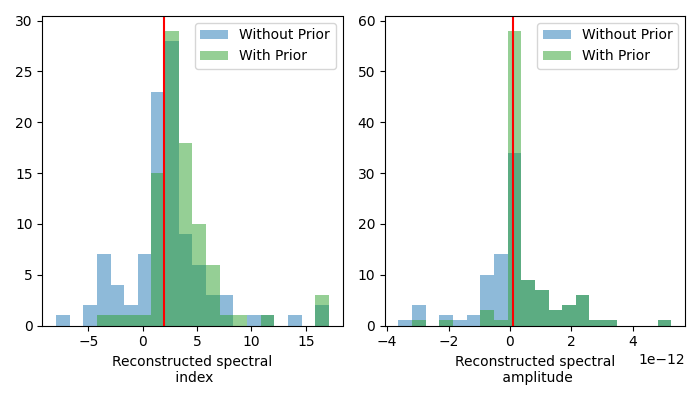 30
25
20
15
10
5
0
−5
0
5
10
15
Without Prior
With Prior
Reconstructed spectral
index
60
50
40
30
20
10
0
−4
−2
0
2
4
1e−12
Without Prior
With Prior
Reconstructed spectral
amplitude